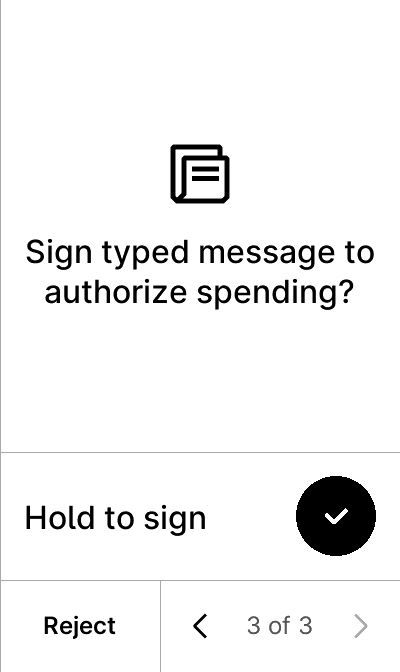 Sign typed message to
authorize spending?
Hold to sign
Reject
3 of 3